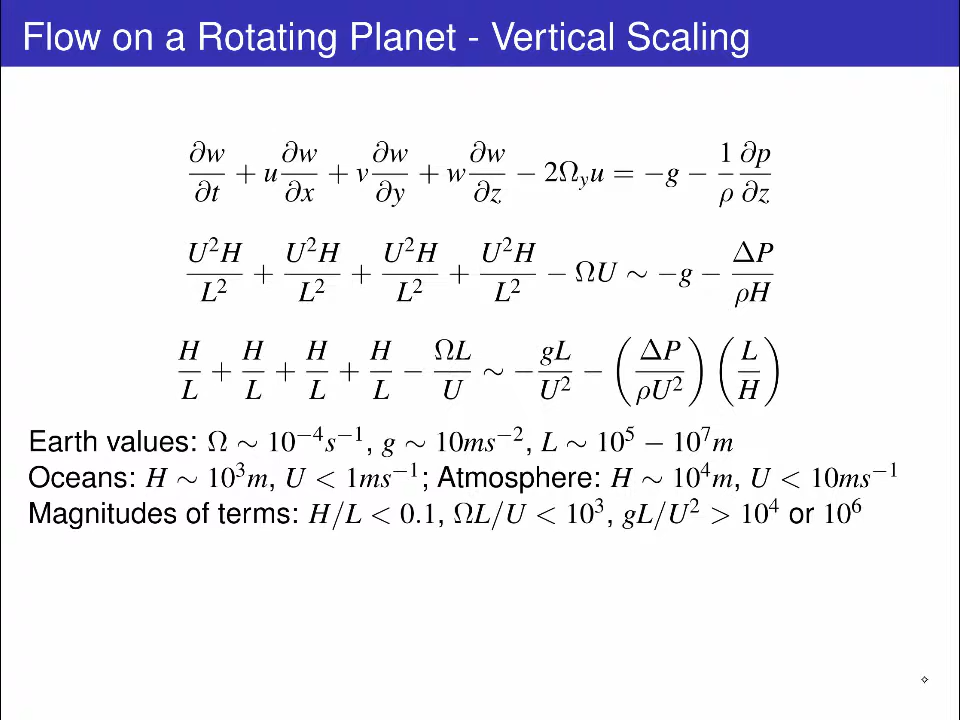 Flow on a Rotating Planet - Vertical Scaling
∂w/∂t + u ∂w/∂x + v ∂w/∂y + w ∂w/∂z − 2Ω_y u = −g − (1/ρ) ∂p/∂z
U²H/L² + U²H/L² + U²H/L² + U²H/L² − ΩU ∼ −g − ΔP/(ρH)
H/L + H/L + H/L + H/L − ΩL/U ∼ −gL/U² − (ΔP/(ρU²)) (L/H)
Earth values: Ω ∼ 10⁻⁴s⁻¹, g ∼ 10ms⁻², L ∼ 10⁵ − 10⁷m
Oceans: H ∼ 10³m, U < 1ms⁻¹; Atmosphere: H ∼ 10⁴m, U < 10ms⁻¹
Magnitudes of terms: H/L < 0.1, ΩL/U < 10³, gL/U² > 10⁴ or 10⁶